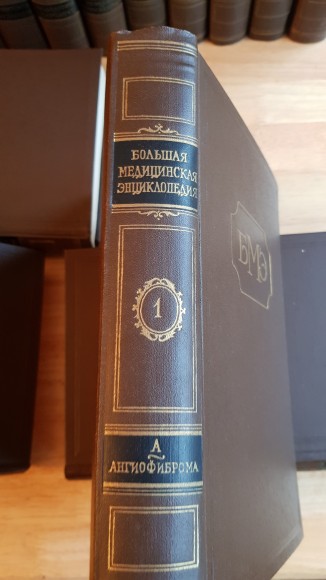 БОЛЬШАЯ
МЕДИЦИНСКАЯ
ЭНЦИКЛОПЕДИЯ
1
А
АНГИОФИБРОМА
БМЭ